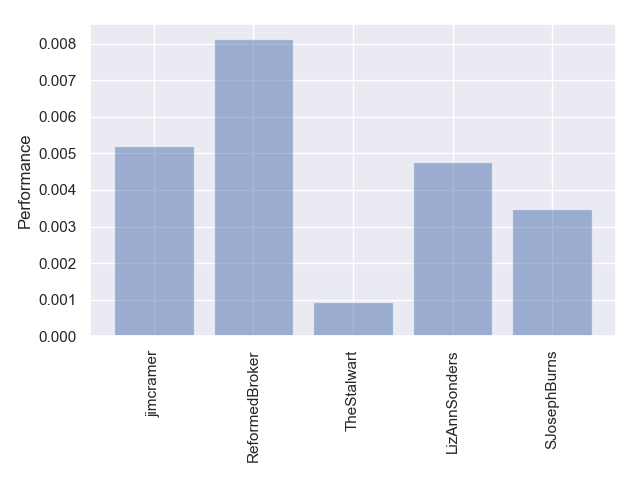 0.008
0.007
0.006
0.005
0.004
0.003
0.002
0.001
0.000
Performance
jimcramer
ReformedBroker
TheStalwart
LizAnnSonders
SJosephBurns